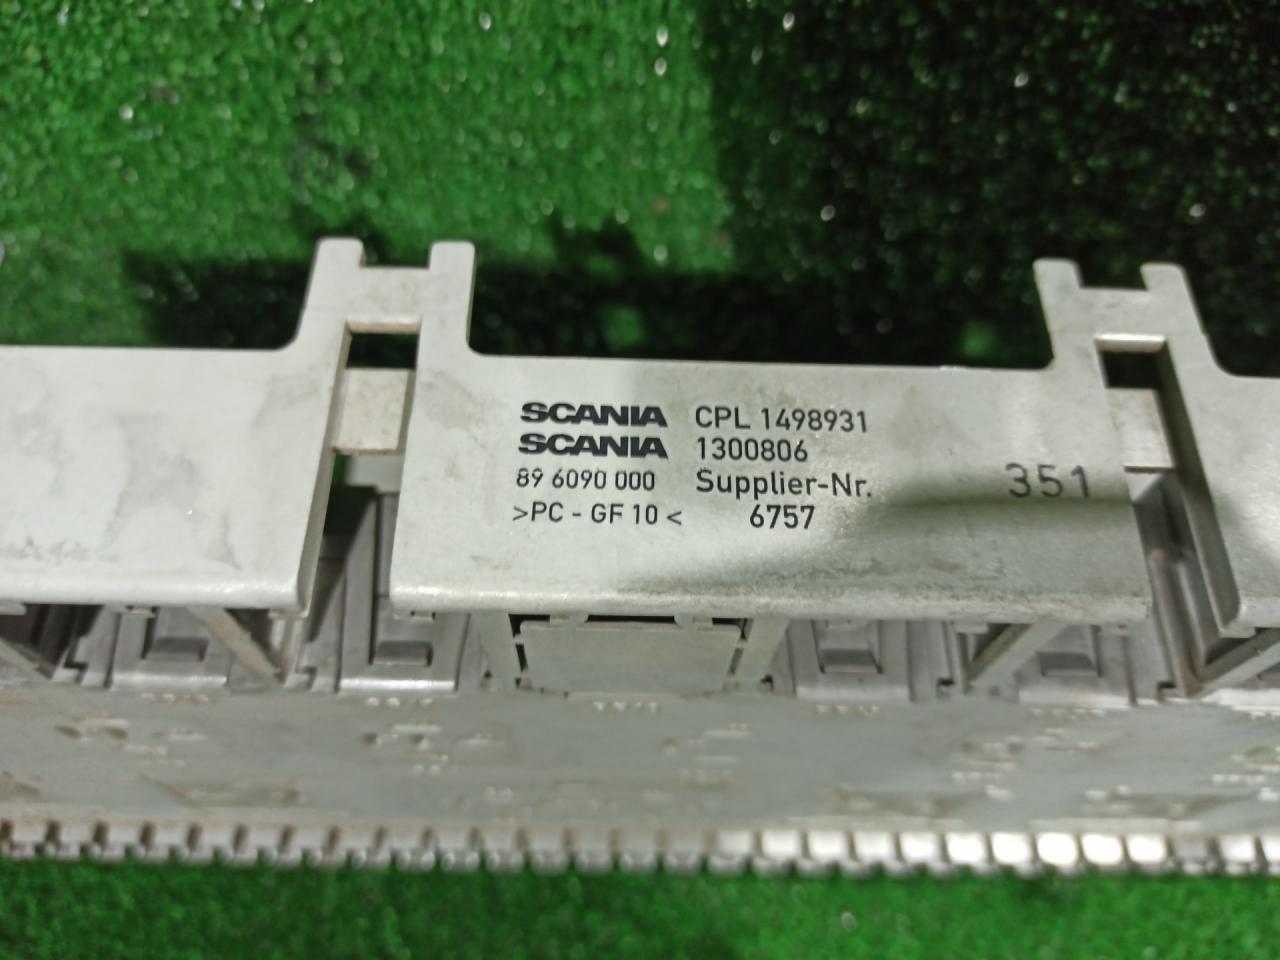 SCANIA CPL 1498931
SCANIA 1300806
89 6090 000 Supplier-Nr. 351
>PC - GF 10 < 6757